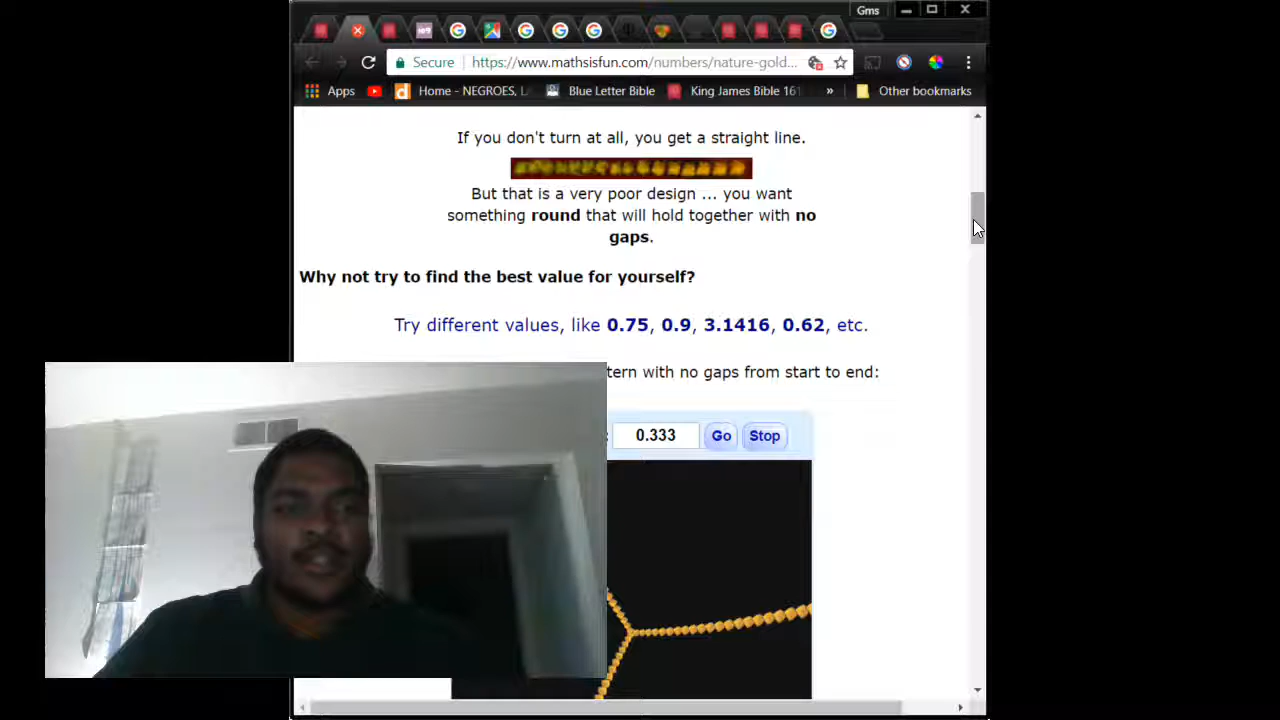 Gms
109
Secure https://www.mathsisfun.com/numbers/nature-gold...
Apps Home - NEGROES, Blue Letter Bible King James Bible 161 » Other bookmarks
If you don't turn at all, you get a straight line.
But that is a very poor design ... you want
something round that will hold together with no
gaps.
Why not try to find the best value for yourself?
Try different values, like 0.75, 0.9, 3.1416, 0.62, etc.
tern with no gaps from start to end:
: 0.333 Go Stop